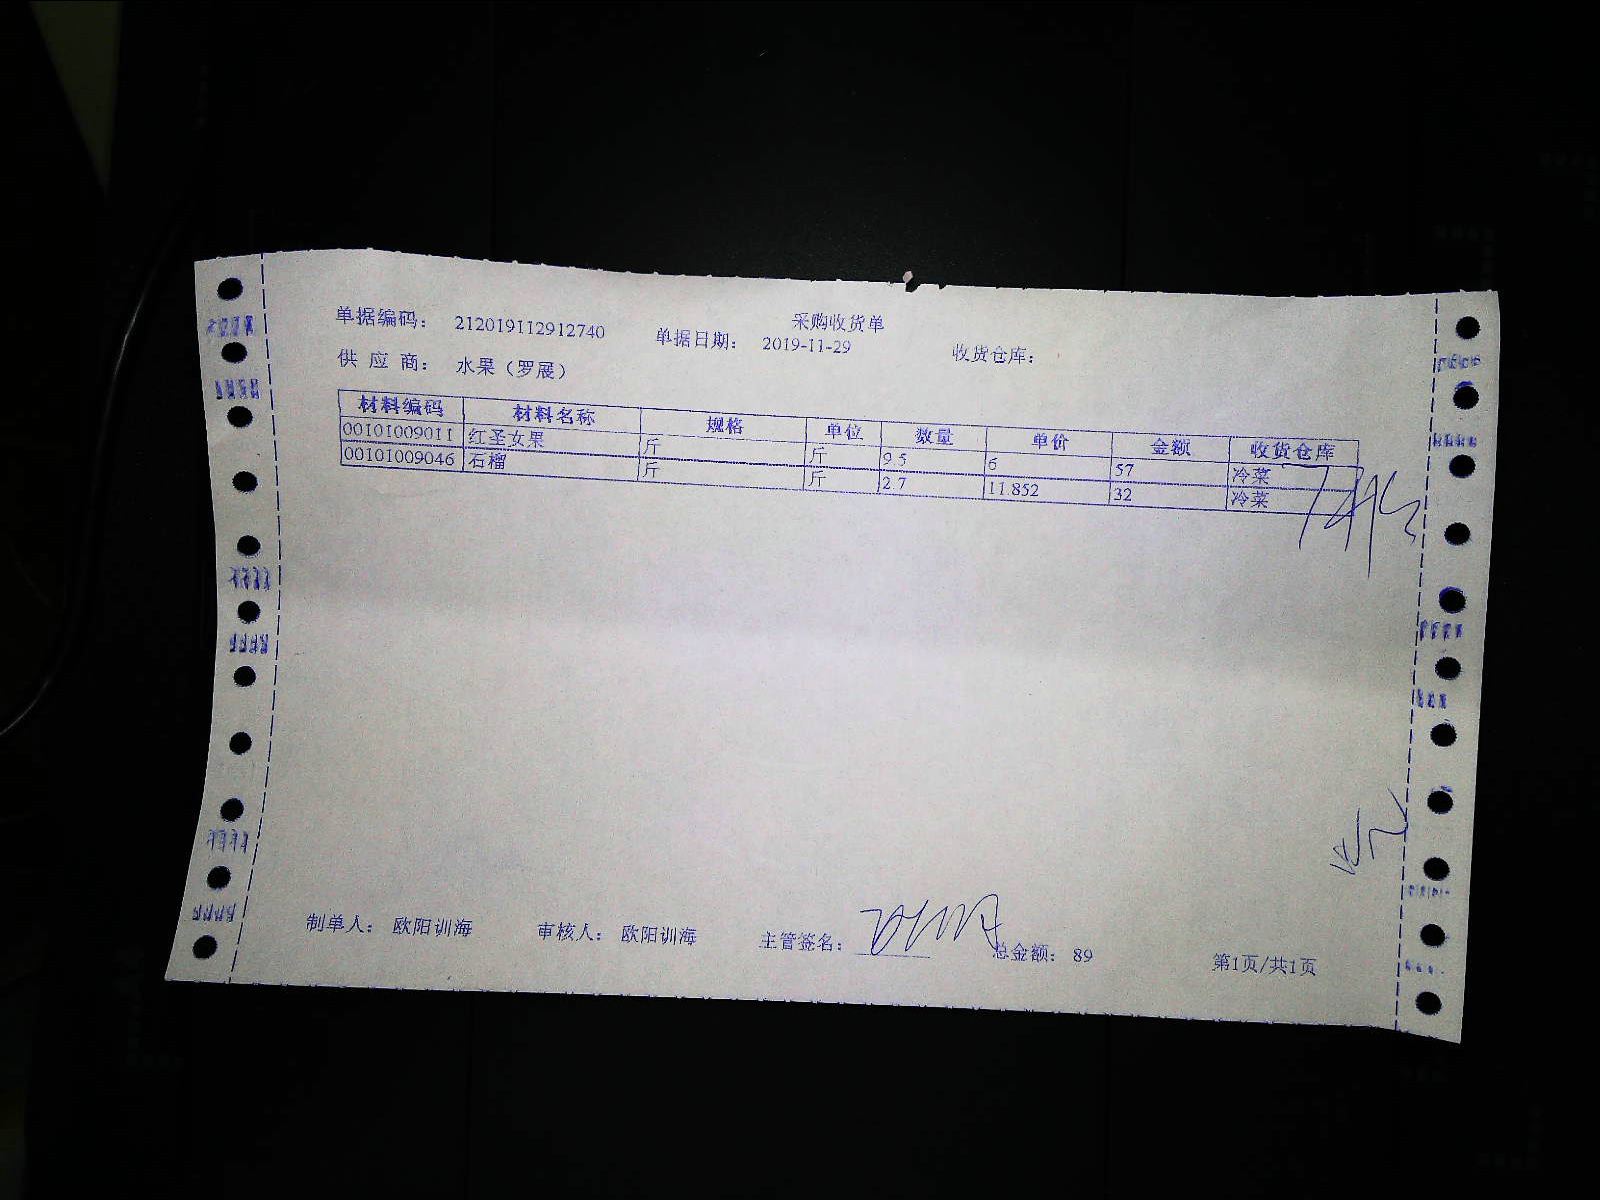 采购收货单
单据编码： 212019112912740 单据日期： 2019-11-29 收货仓库：
供 应 商： 水果（罗展）
材料编码 材料名称 规格 单位 数量 单价 金额 收货仓库
00101009011 红圣女果 斤 斤 9.5 6 57 冷菜
00101009046 石榴 斤 斤 2.7 11.852 32 冷菜
制单人： 欧阳训海 审核人： 欧阳训海 主管签名： 总金额： 89 第1页/共1页